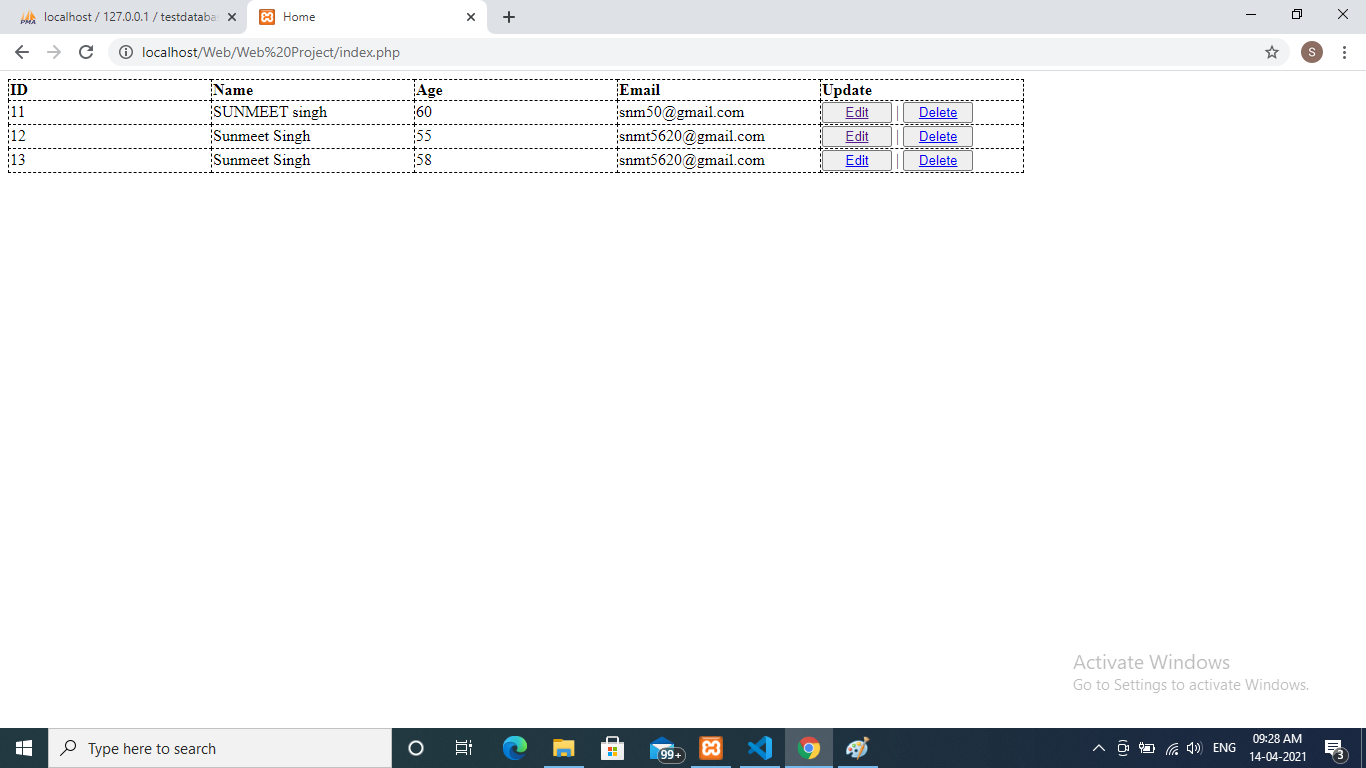 localhost / 127.0.0.1 / testdataba
Home
localhost/Web/Web%20Project/index.php
S
ID Name Age Email Update
11 SUNMEET singh 60 snm50@gmail.com Edit | Delete
12 Sunmeet Singh 55 snmt5620@gmail.com Edit | Delete
13 Sunmeet Singh 58 snmt5620@gmail.com Edit | Delete
Activate Windows
Go to Settings to activate Windows.
Type here to search
99+
ENG
09:28 AM
14-04-2021
3